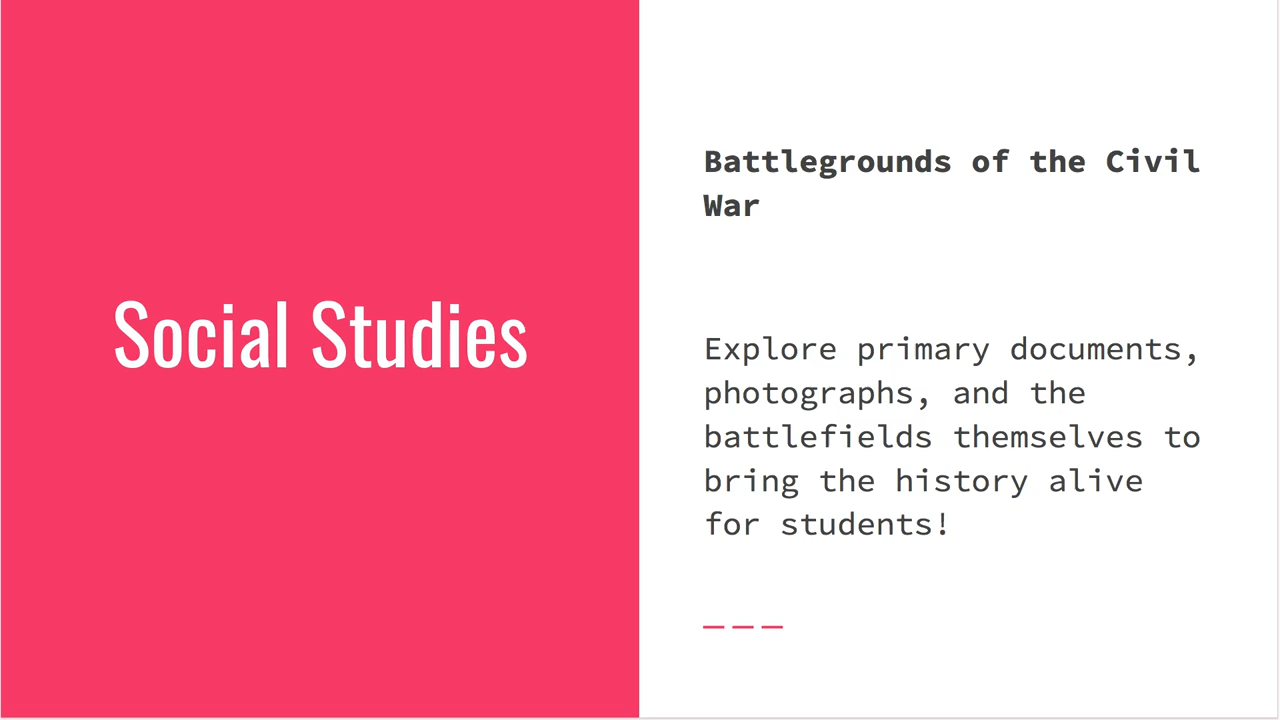 Social Studies
Battlegrounds of the Civil
War
Explore primary documents,
photographs, and the
battlefields themselves to
bring the history alive
for students!